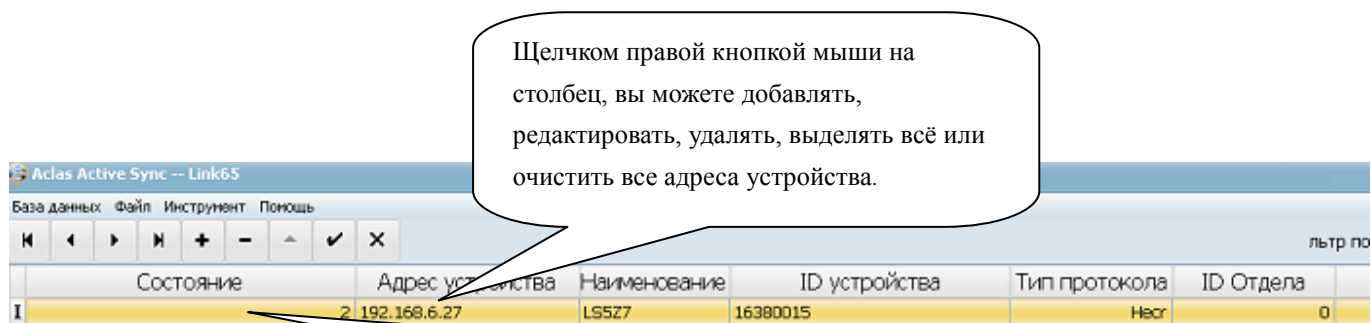 Щелчком правой кнопкой мыши на
столбец, вы можете добавлять,
редактировать, удалять, выделять всё или
очистить все адреса устройства.
Aclas Active Sync -- Link65
База данных Файл Инструмент Помощь
льтр по
Состояние Адрес устройства Наименование ID устройства Тип протокола ID Отдела
I 2 192.168.6.27 LS5Z7 16380015 Несг 0